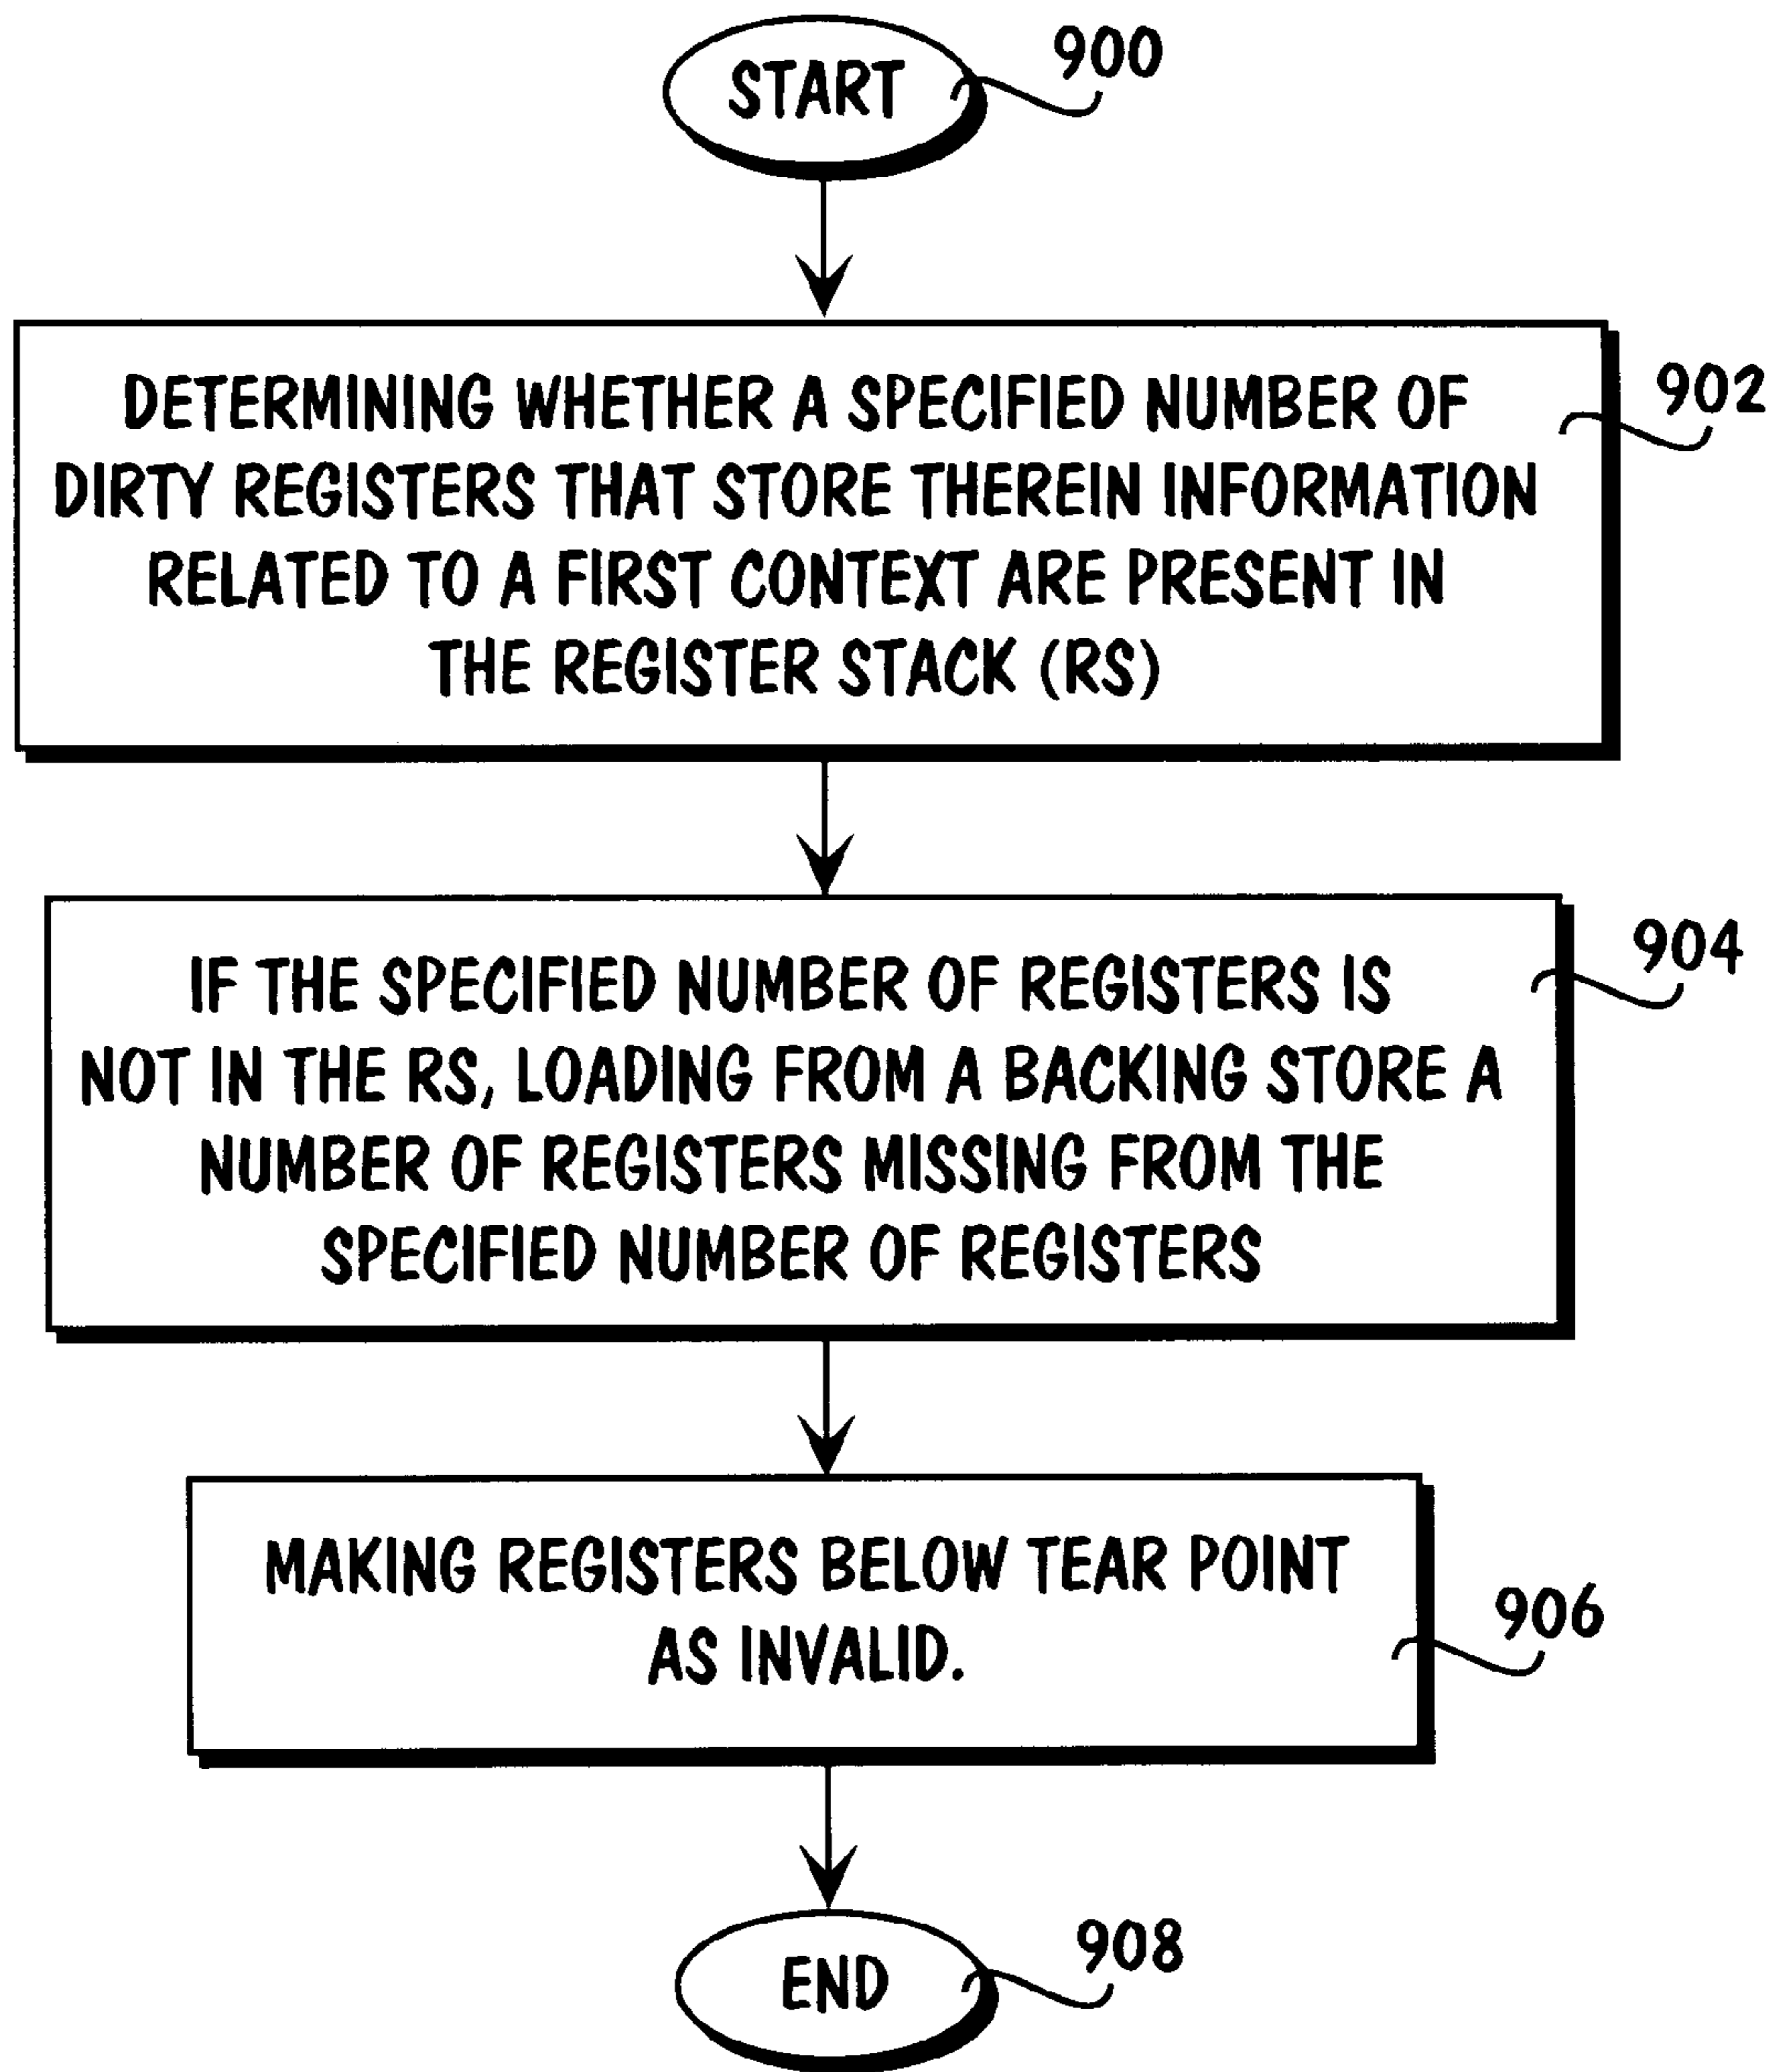 START
900
DETERMINING WHETHER A SPECIFIED NUMBER OF
DIRTY REGISTERS THAT STORE THEREIN INFORMATION
RELATED TO A FIRST CONTEXT ARE PRESENT IN
THE REGISTER STACK (RS)
902
IF THE SPECIFIED NUMBER OF REGISTERS IS
NOT IN THE RS, LOADING FROM A BACKING STORE A
NUMBER OF REGISTERS MISSING FROM THE
SPECIFIED NUMBER OF REGISTERS
904
MAKING REGISTERS BELOW TEAR POINT
AS INVALID.
906
END
908